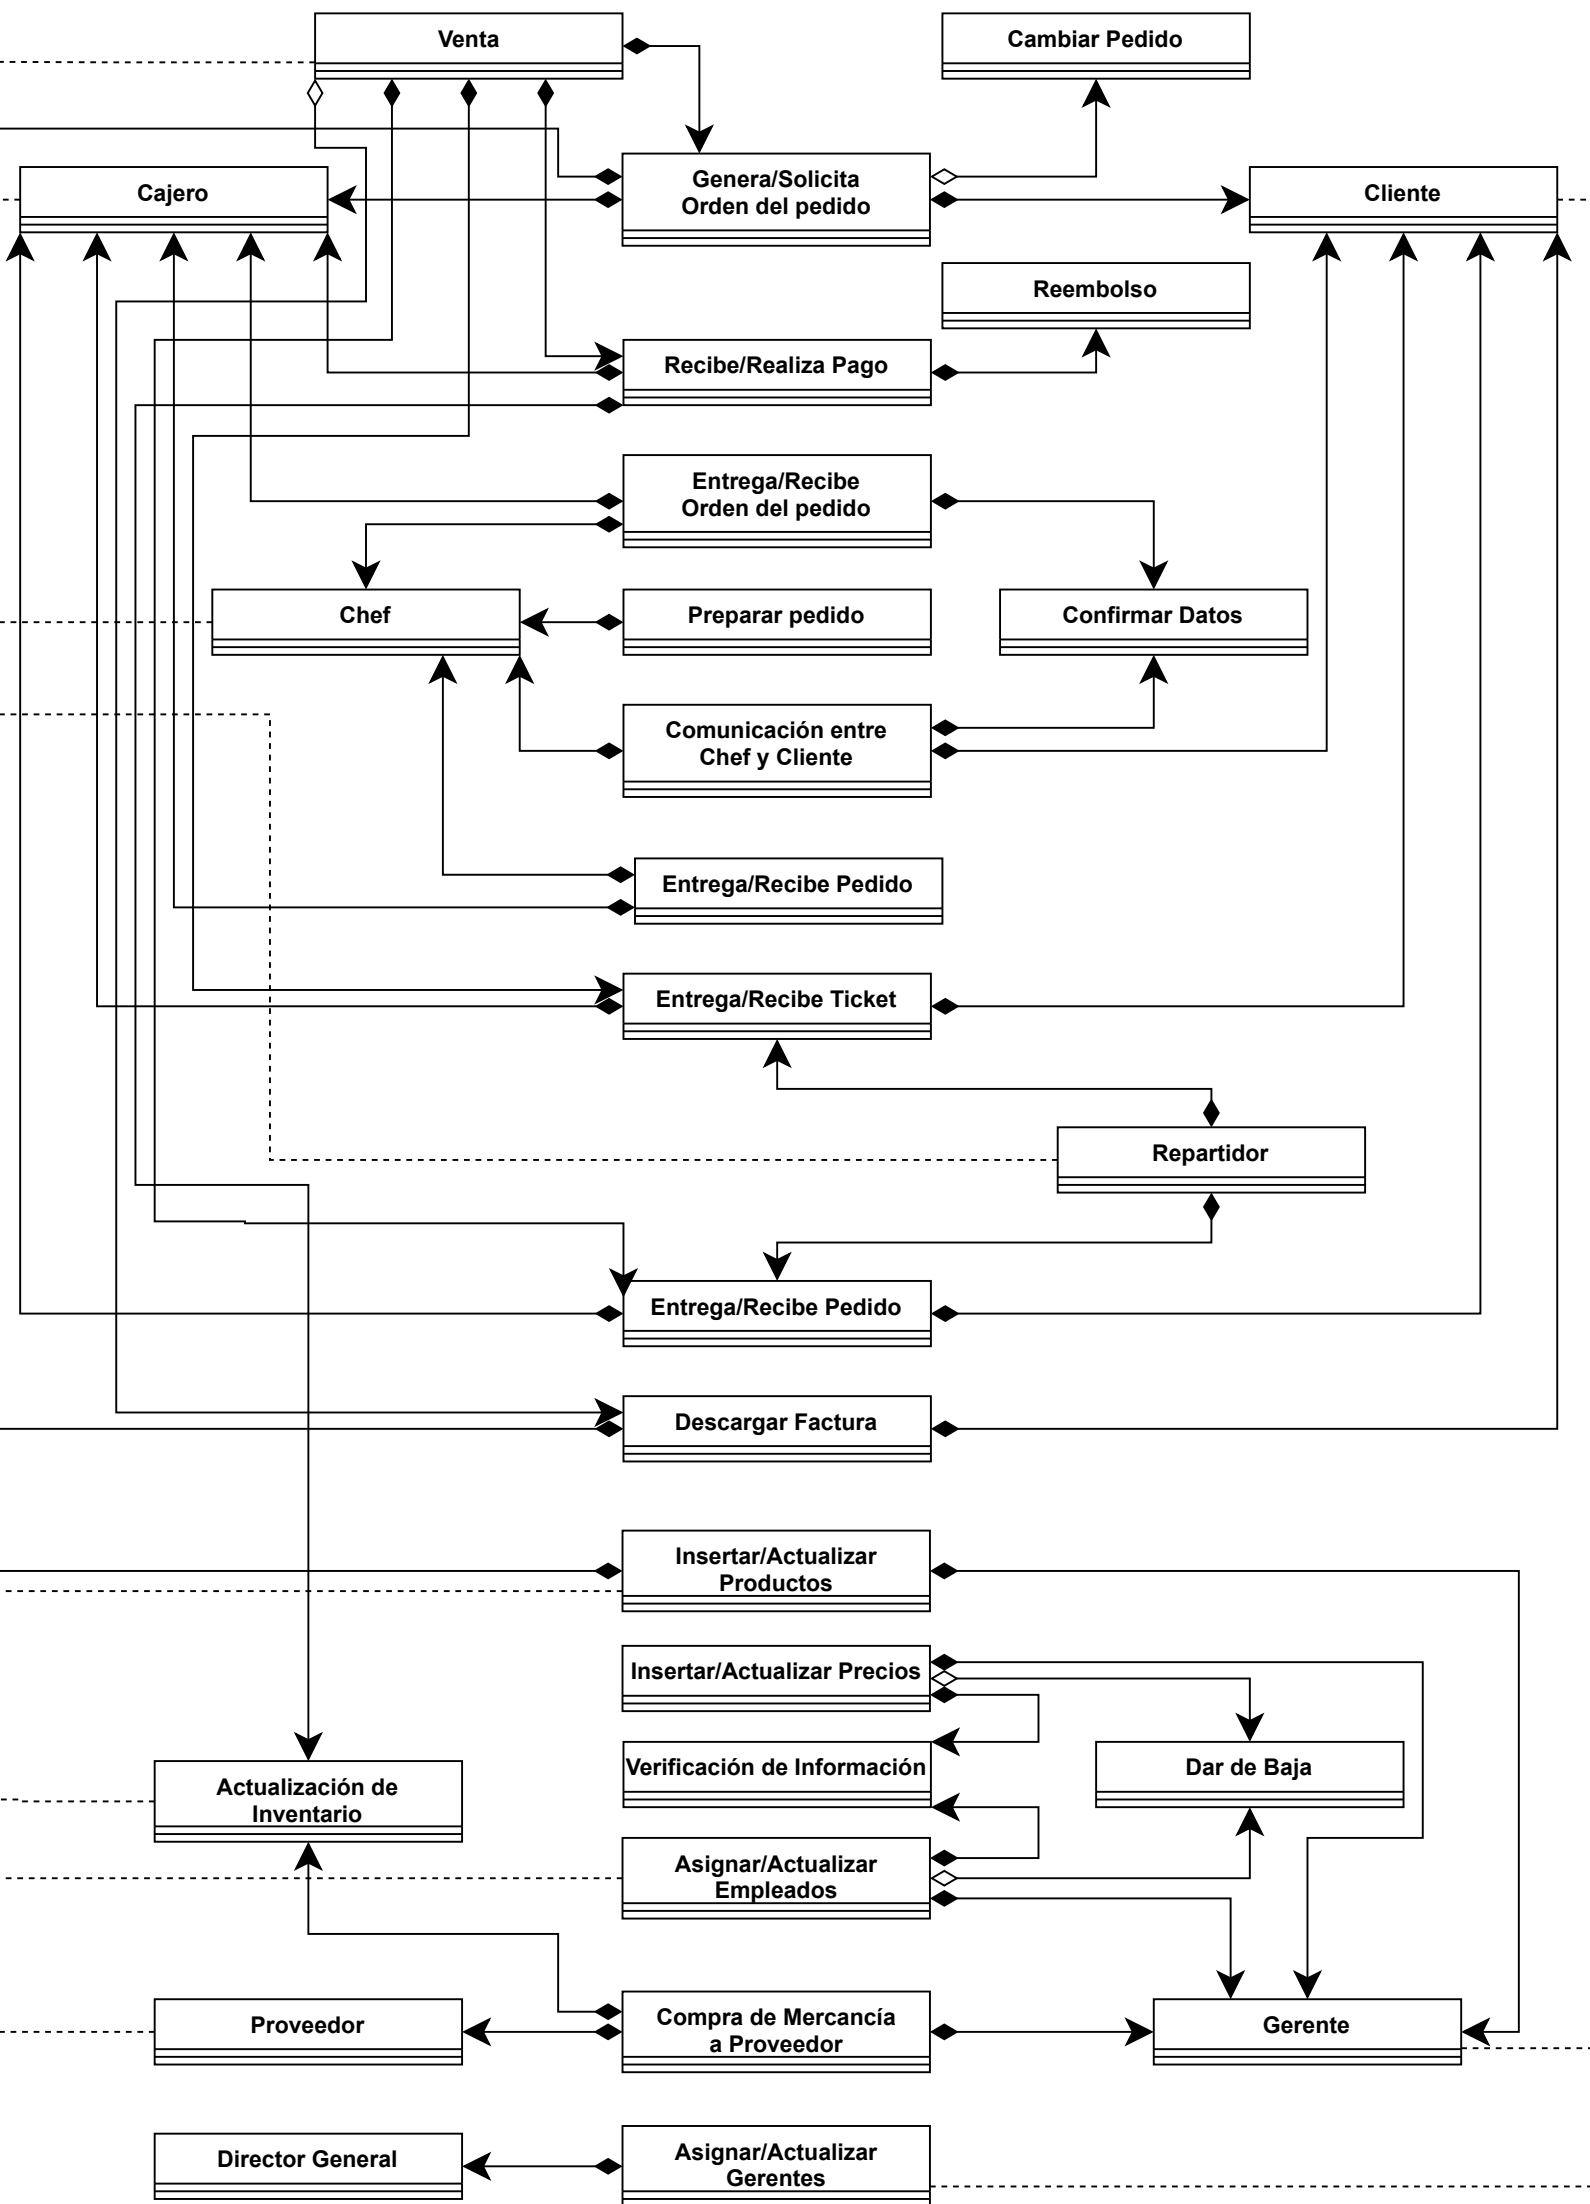 Venta
Cambiar Pedido
Genera/Solicita
Orden del pedido
Cajero
Cliente
Reembolso
Recibe/Realiza Pago
Entrega/Recibe
Orden del pedido
Chef
Preparar pedido
Confirmar Datos
Comunicación entre
Chef y Cliente
Entrega/Recibe Pedido
Entrega/Recibe Ticket
Repartidor
Entrega/Recibe Pedido
Descargar Factura
Insertar/Actualizar
Productos
Insertar/Actualizar Precios
Verificación de Información
Dar de Baja
Actualización de
Inventario
Asignar/Actualizar
Empleados
Proveedor
Compra de Mercancía
a Proveedor
Gerente
Director General
Asignar/Actualizar
Gerentes